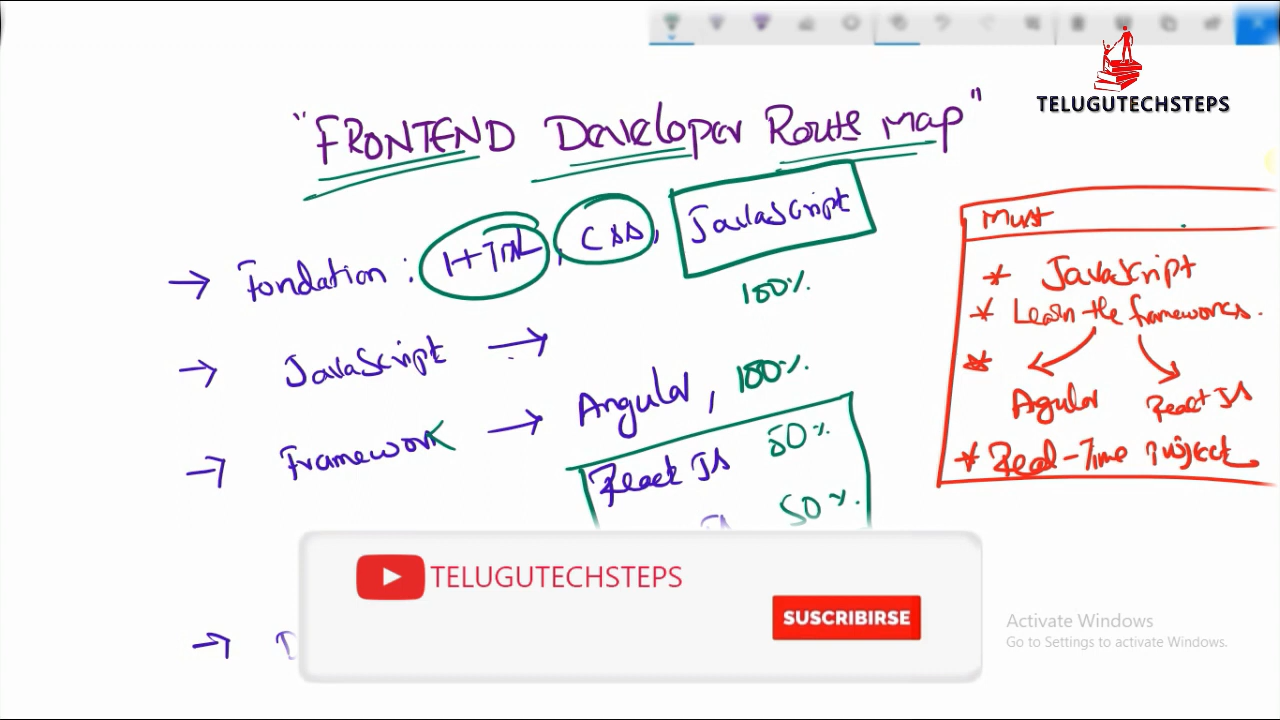 TELUGUTECHSTEPS
"FRONTEND Developer Route Map"
→ Fondation : HTML, CSS, JavaScript
100%
→ JavaScript →
→ Framework → Angular, 100%
React JS 50%
JS 50%
Must
* JavaScript
* Learn the frameworks.
*
Agular React JS
* Real-Time Project
TELUGUTECHSTEPS
SUSCRIBIRSE
→ D
Activate Windows
Go to Settings to activate Windows.